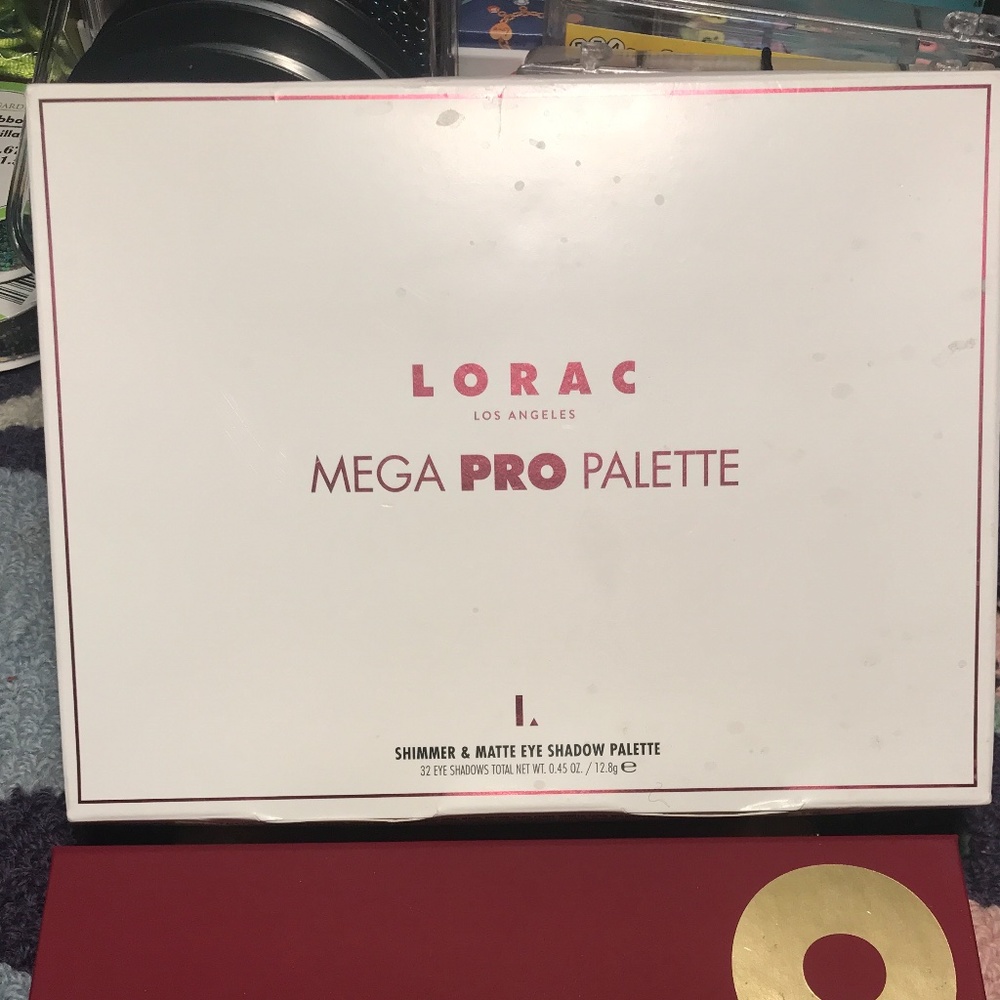 LORAC
LOS ANGELES
MEGA PRO PALETTE
L
SHIMMER & MATTE EYE SHADOW PALETTE
32 EYE SHADOWS TOTAL NET WT. 0.45 OZ. / 12.8g ℮